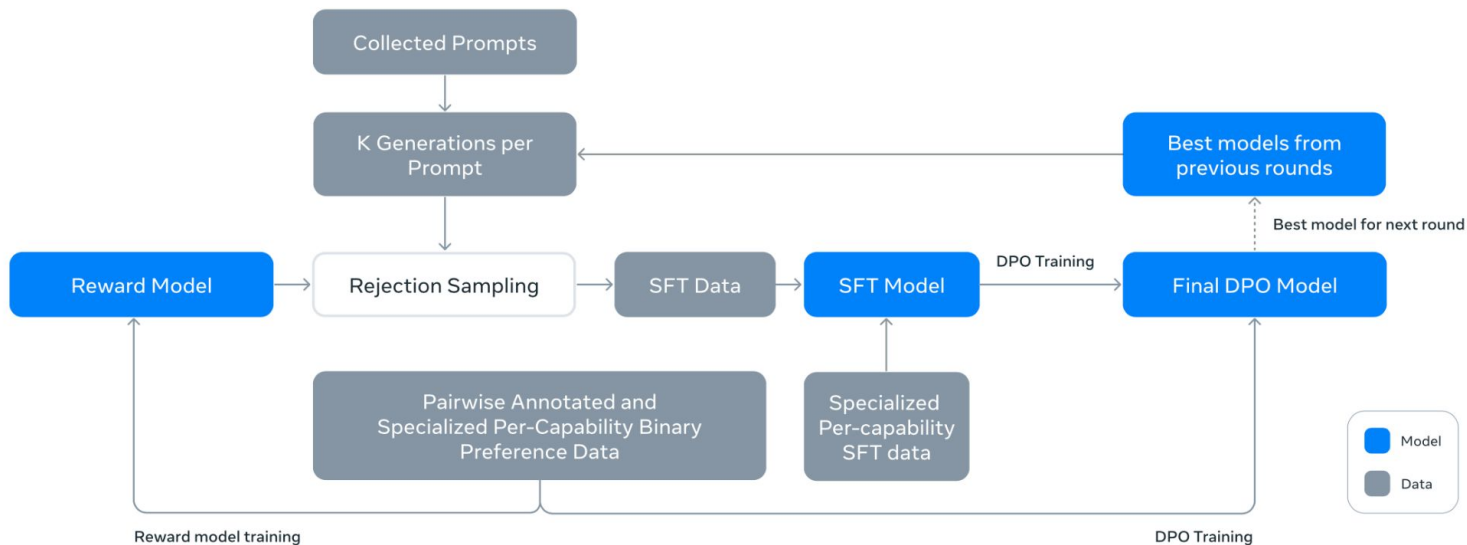 Collected Prompts
K Generations per
Prompt
Best models from
previous rounds
Best model for next round
Reward Model
Rejection Sampling
SFT Data
SFT Model
DPO Training
Final DPO Model
Pairwise Annotated and
Specialized Per-Capability Binary
Preference Data
Specialized
Per-capability
SFT data
Model
Data
Reward model training
DPO Training